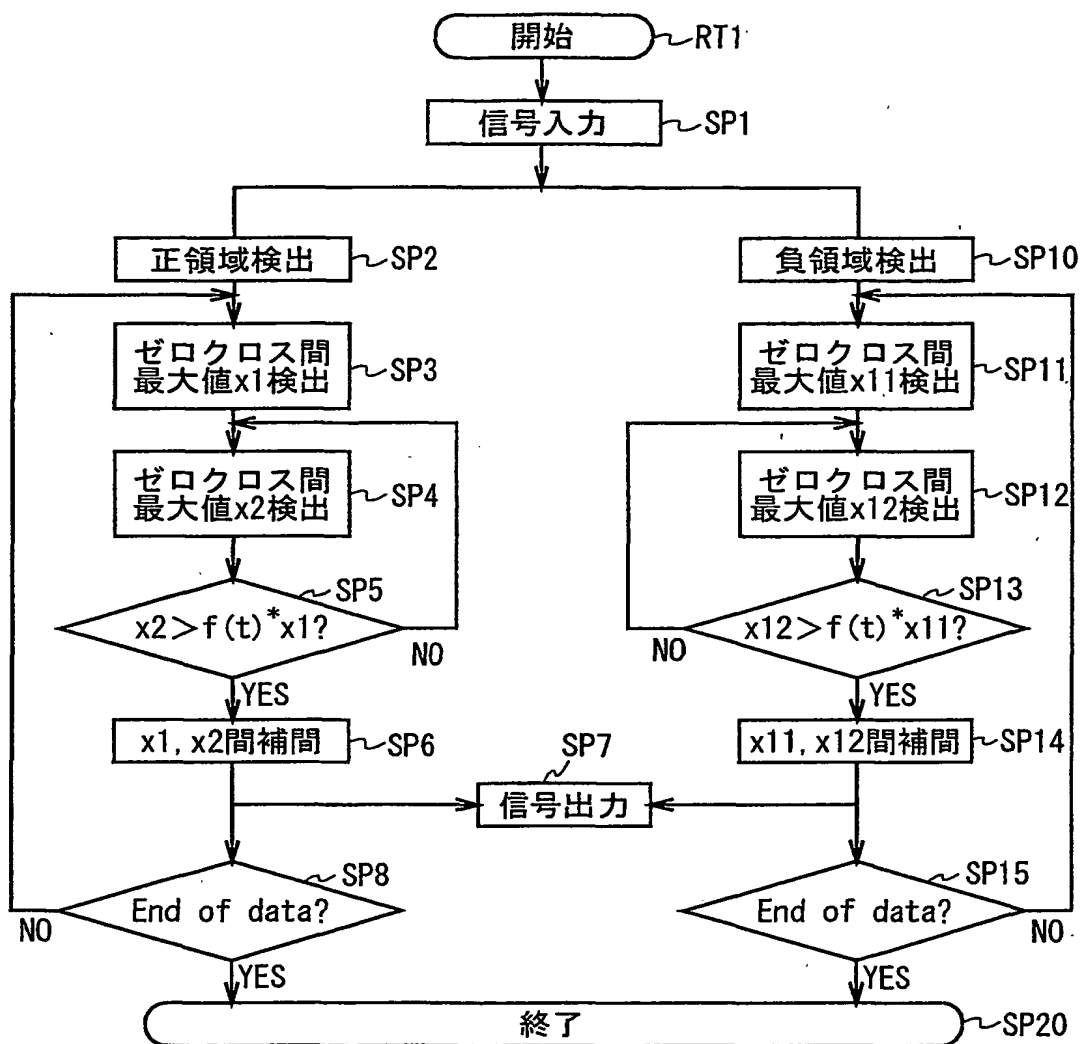 開始
RT1
信号入力
SP1
正領域検出
SP2
負領域検出
SP10
ゼロクロス間
最大値x1検出
SP3
ゼロクロス間
最大値x11検出
SP11
ゼロクロス間
最大値x2検出
SP4
ゼロクロス間
最大値x12検出
SP12
SP5
x2>f(t)*x1?
NO
YES
SP13
x12>f(t)*x11?
NO
YES
x1, x2間補間
SP6
SP7
信号出力
x11, x12間補間
SP14
SP8
End of data?
NO
YES
SP15
End of data?
NO
YES
終了
SP20